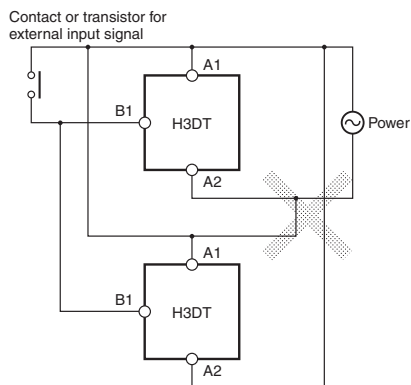 Contact or transistor for
external input signal
A1
B1
H3DT
Power
A2
A1
B1
H3DT
A2